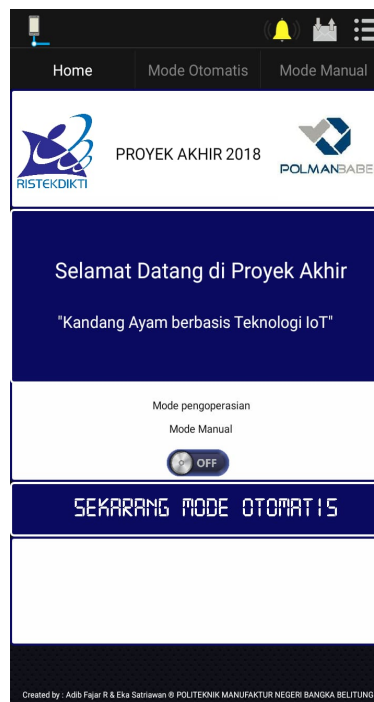 Home Mode Otomatis Mode Manual
PROYEK AKHIR 2018
RISTEKDIKTI
POLMANBABE
Selamat Datang di Proyek Akhir
"Kandang Ayam berbasis Teknologi IoT"
Mode pengoperasian
Mode Manual
OFF
SEKARANG MODE OTOMATIS
Created by : Adib Fajar R & Eka Satriawan ® POLITEKNIK MANUFAKTUR NEGERI BANGKA BELITUNG